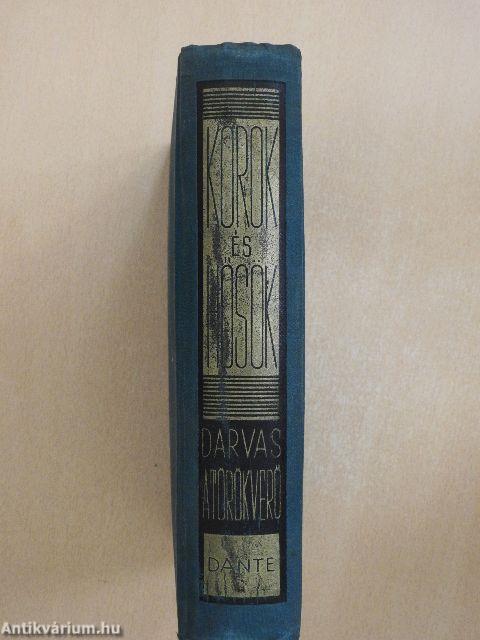 KOROK
ÉS
HŐSÖK
DARVAS
A TÖRÖKVERŐ
DANTE
Antikvárium.hu